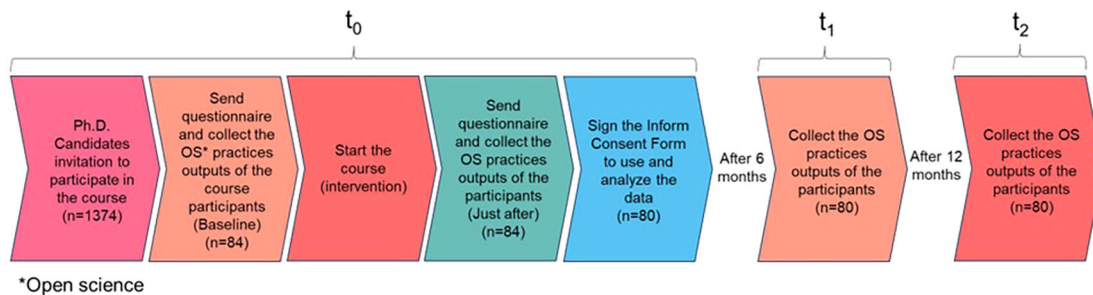 t0
t1
t2
Ph.D.
Candidates
invitation to
participate in
the course
(n=1374)
Send
questionnaire
and collect the
OS* practices
outputs of the
course
participants
(Baseline)
(n=84)
Start the
course
(intervention)
Send
questionnaire
and collect the
OS practices
outputs of the
participants
(Just after)
(n=84)
Sign the Inform
Consent Form
to use and
analyze the
data
(n=80)
After 6
months
Collect the OS
practices
outputs of the
participants
(n=80)
After 12
months
Collect the OS
practices
outputs of the
participants
(n=80)
*Open science